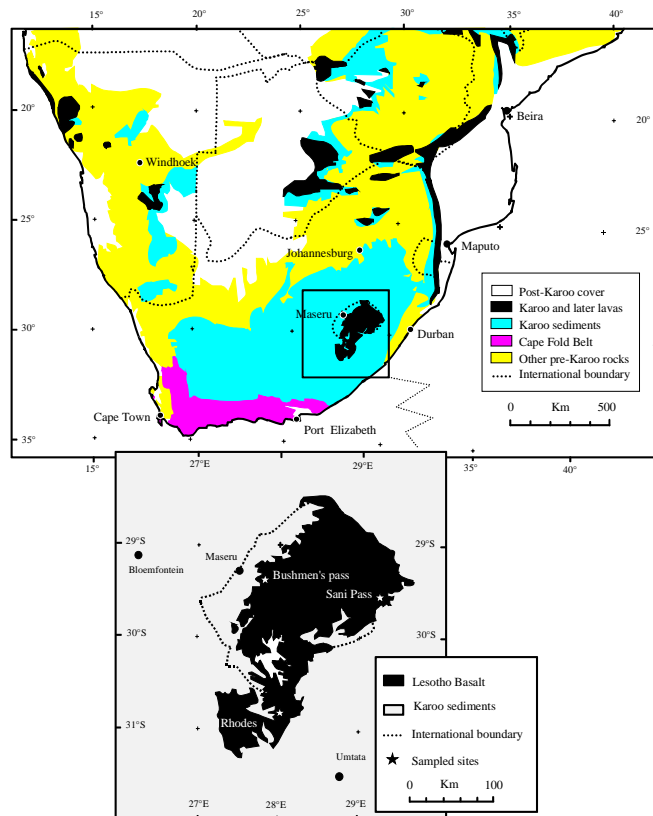 15° 20° 25° 30° 35° 40°
20° 20°
Beira
Windhoek
25° 25°
Johannesburg
Maputo
Post-Karoo cover
Karoo and later lavas
Karoo sediments
Cape Fold Belt
Other pre-Karoo rocks
International boundary
0 Km 500
Maseru
30°
Durban
Cape Town
Port Elizabeth
35°
15° 27°E 29°E 35° 40°
29°S 29°S
Maseru
Bloemfontein
Bushmen's pass
Sani Pass
30°S 30°S
Lesotho Basalt
Karoo sediments
International boundary
Sampled sites
Km
0 100
Rhodes
31°S
Umtata
27°E 28°E 29°E